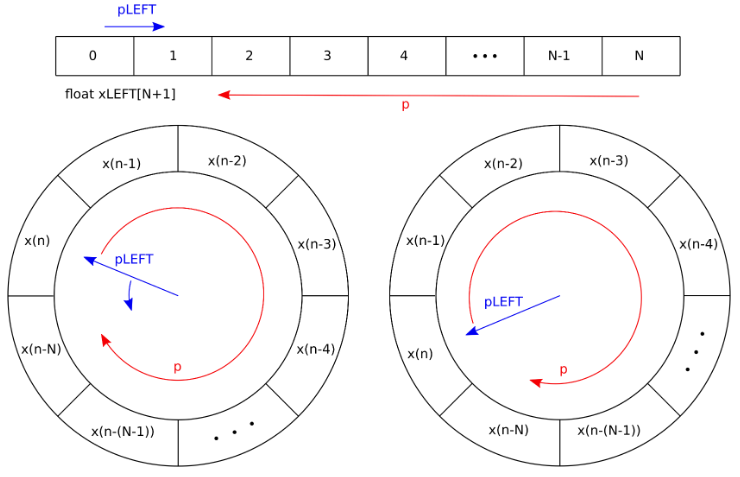 pLEFT
0 1 2 3 4 ••• N-1 N
float xLEFT[N+1]
p
x(n-1) x(n-2)
x(n) x(n-3)
pLEFT
x(n-N) x(n-4)
p
x(n-(N-1)) • • •
x(n-2) x(n-3)
x(n-1) x(n-4)
pLEFT
x(n) • • •
p
x(n-N) x(n-(N-1))